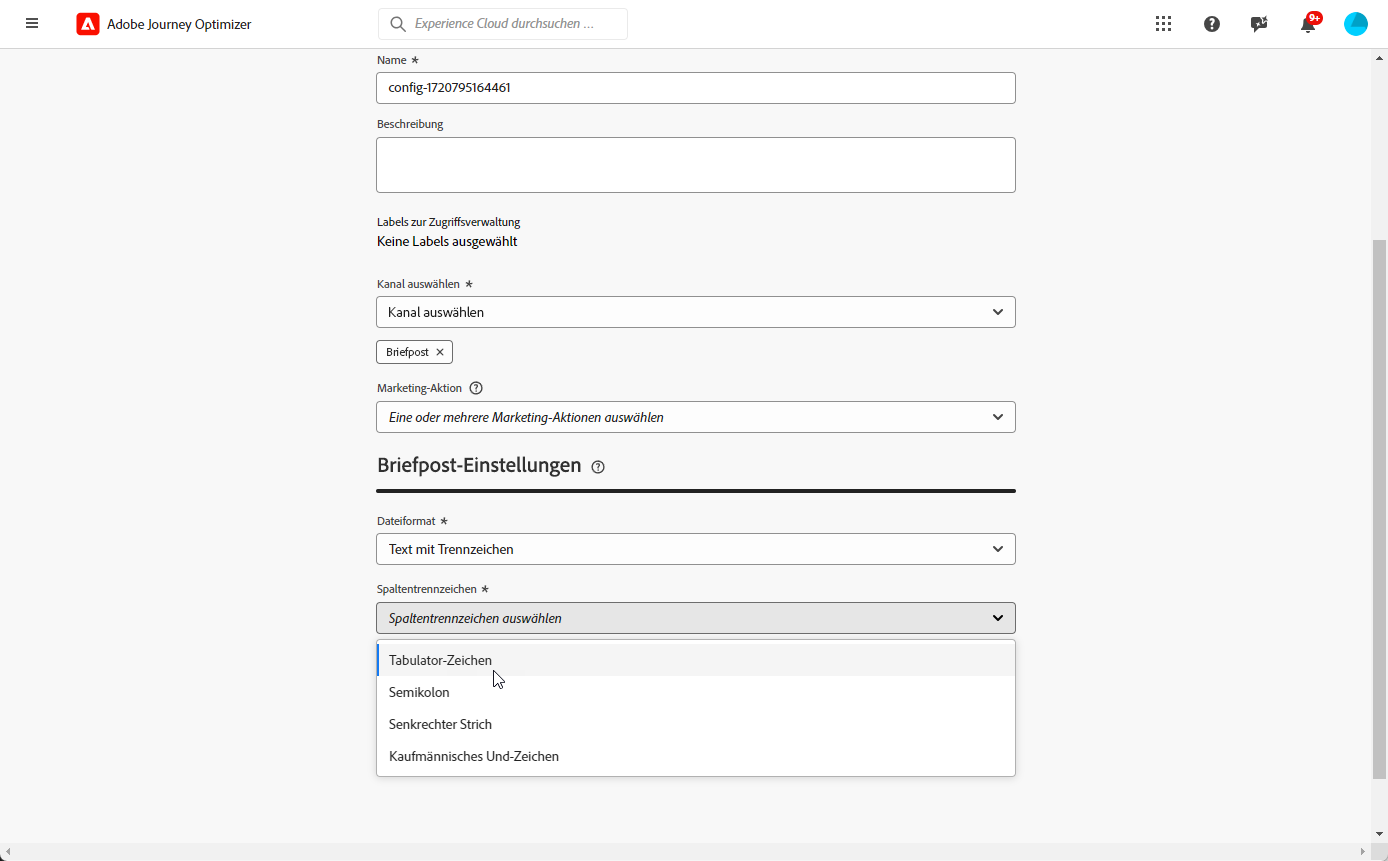 Adobe Journey Optimizer
Experience Cloud durchsuchen ...
9+
Name *
config-1720795164461
Beschreibung
Labels zur Zugriffsverwaltung
Keine Labels ausgewählt
Kanal auswählen *
Kanal auswählen
Briefpost
Marketing-Aktion
Eine oder mehrere Marketing-Aktionen auswählen
Briefpost-Einstellungen
Dateiformat *
Text mit Trennzeichen
Spaltentrennzeichen *
Spaltentrennzeichen auswählen
Tabulator-Zeichen
Semikolon
Senkrechter Strich
Kaufmännisches Und-Zeichen